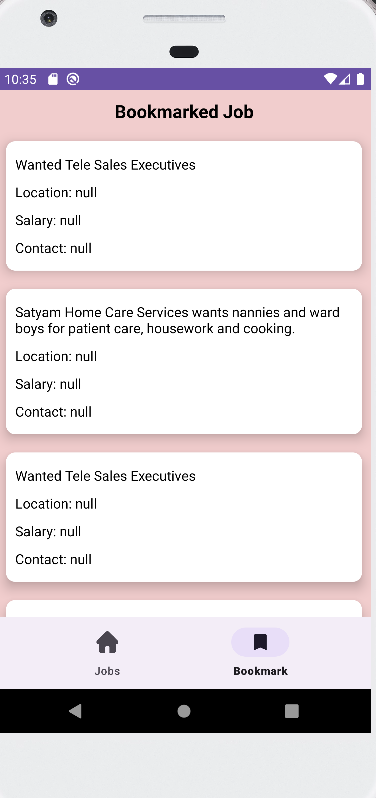 10:35
Bookmarked Job
Wanted Tele Sales Executives
Location: null
Salary: null
Contact: null
Satyam Home Care Services wants nannies and ward
boys for patient care, housework and cooking.
Location: null
Salary: null
Contact: null
Wanted Tele Sales Executives
Location: null
Salary: null
Contact: null
Jobs
Bookmark